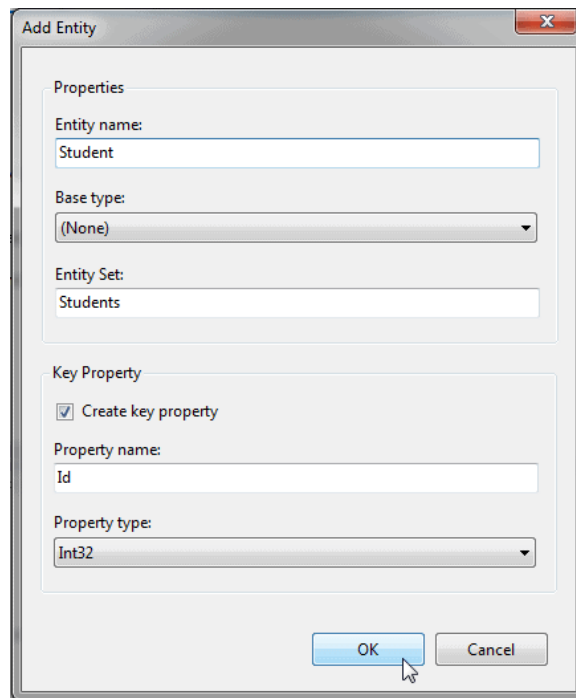 Add Entity
Properties
Entity name:
Student
Base type:
(None)
Entity Set:
Students
Key Property
Create key property
Property name:
Id
Property type:
Int32
OK Cancel